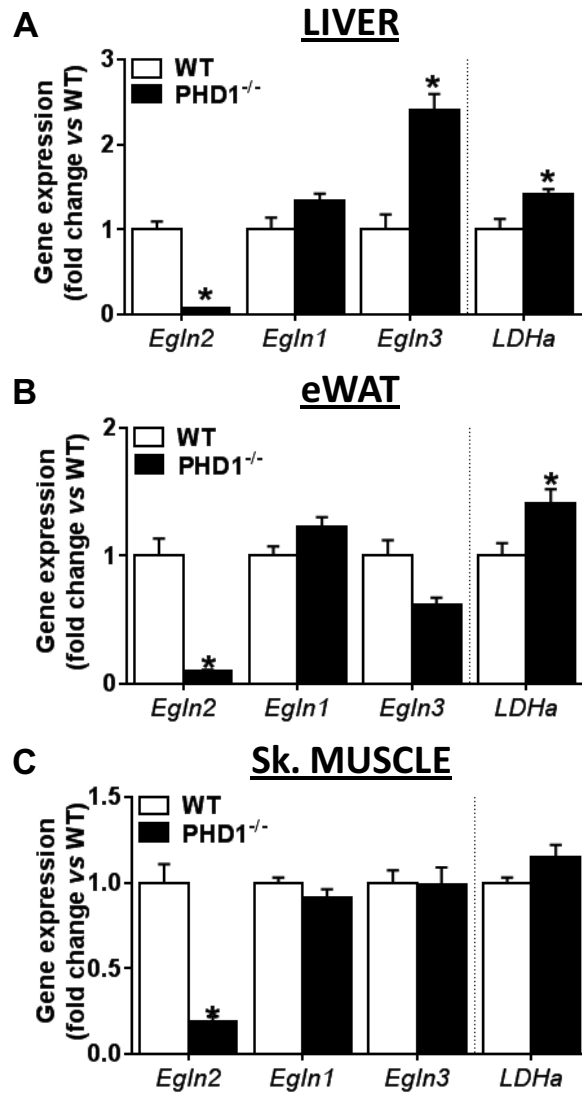 A
LIVER
Gene expression
(fold change vs WT)
3
2
1
0
WT
PHD1-/-
*
*
*
Egln2
Egln1
Egln3
LDHa
B
eWAT
Gene expression
(fold change vs WT)
2
1
0
WT
PHD1-/-
*
*
Egln2
Egln1
Egln3
LDHa
C
Sk. MUSCLE
Gene expression
(fold change vs WT)
1.5
1.0
0.5
0.0
WT
PHD1-/-
*
Egln2
Egln1
Egln3
LDHa